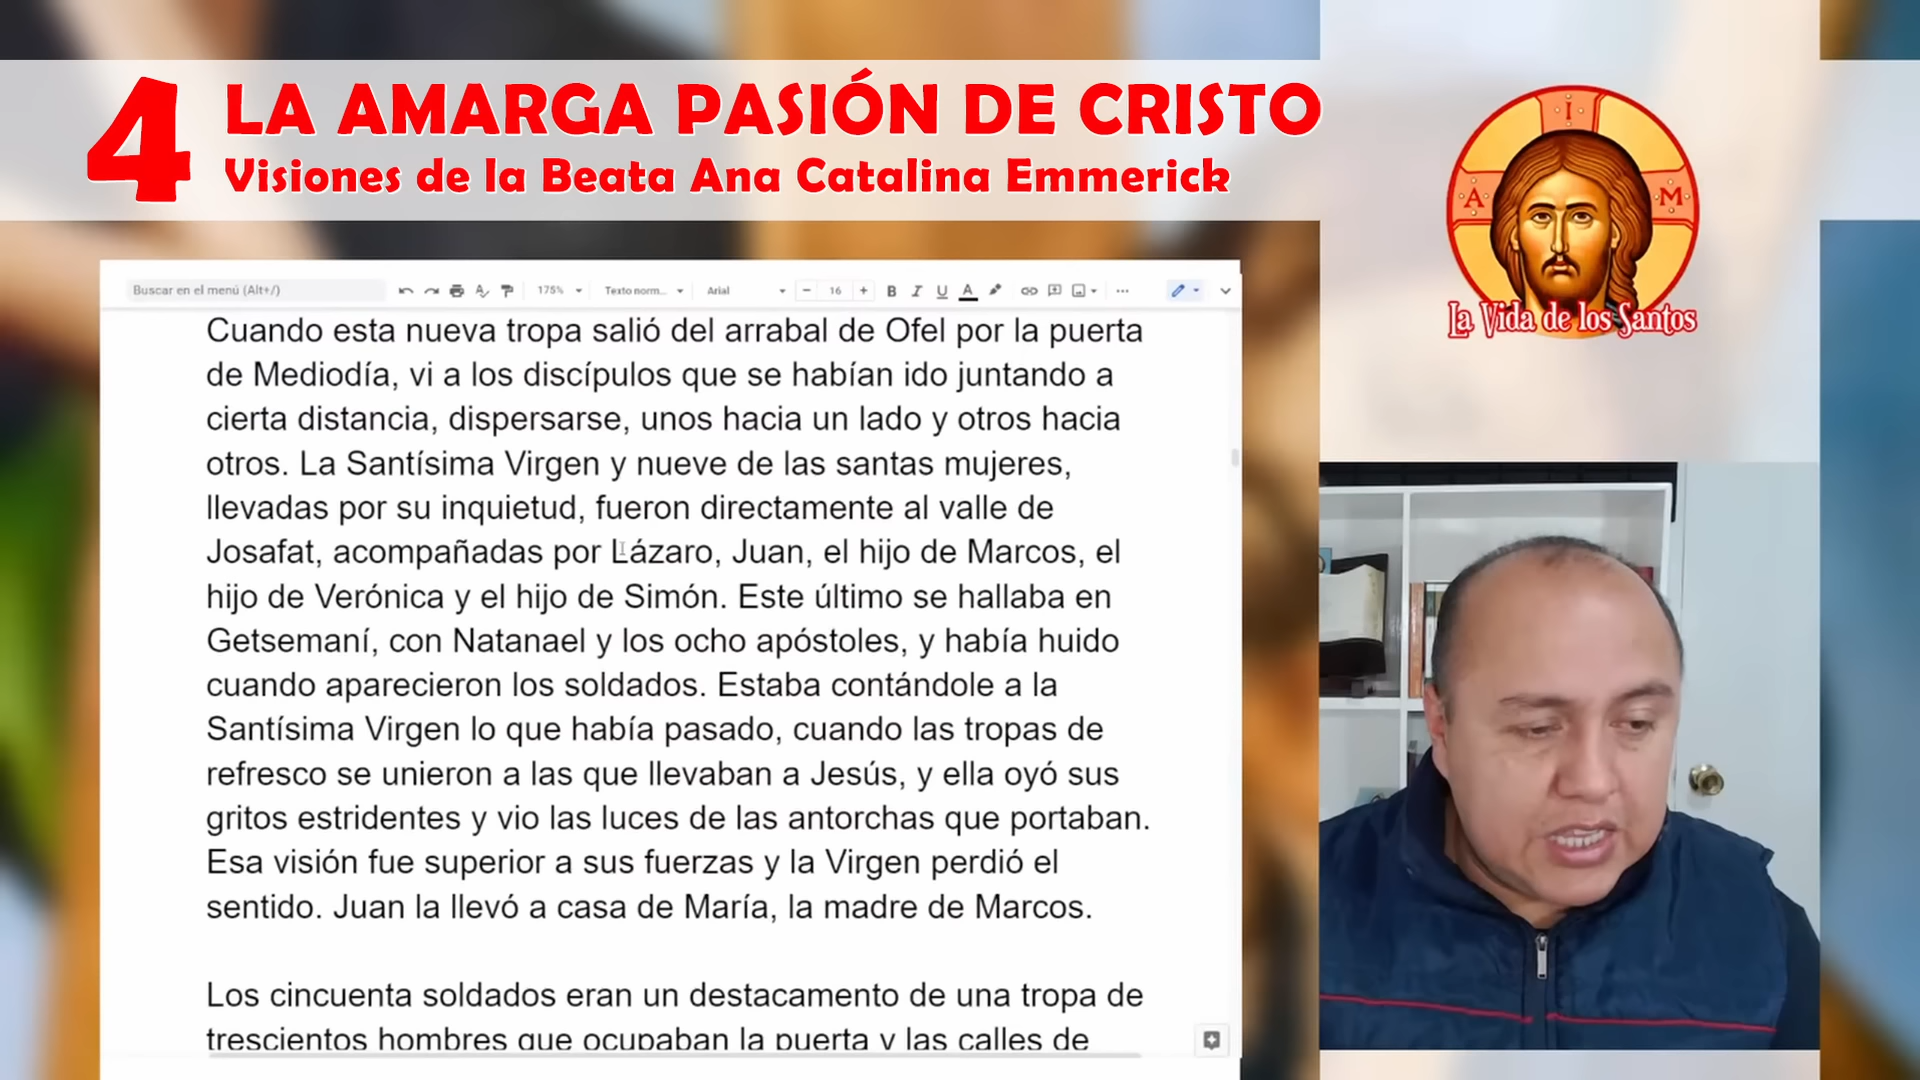 4
LA AMARGA PASIÓN DE CRISTO
Visiones de la Beata Ana Catalina Emmerick
I
A
M
La Vida de los Santos
Buscar en el menú (Alt+/)
175%
Texto norm...
Arial
− 16 +
B I U A
Cuando esta nueva tropa salió del arrabal de Ofel por la puerta
de Mediodía, vi a los discípulos que se habían ido juntando a
cierta distancia, dispersarse, unos hacia un lado y otros hacia
otros. La Santísima Virgen y nueve de las santas mujeres,
llevadas por su inquietud, fueron directamente al valle de
Josafat, acompañadas por Lázaro, Juan, el hijo de Marcos, el
hijo de Verónica y el hijo de Simón. Este último se hallaba en
Getsemaní, con Natanael y los ocho apóstoles, y había huido
cuando aparecieron los soldados. Estaba contándole a la
Santísima Virgen lo que había pasado, cuando las tropas de
refresco se unieron a las que llevaban a Jesús, y ella oyó sus
gritos estridentes y vio las luces de las antorchas que portaban.
Esa visión fue superior a sus fuerzas y la Virgen perdió el
sentido. Juan la llevó a casa de María, la madre de Marcos.
Los cincuenta soldados eran un destacamento de una tropa de
trescientos hombres que ocupaban la puerta y las calles de